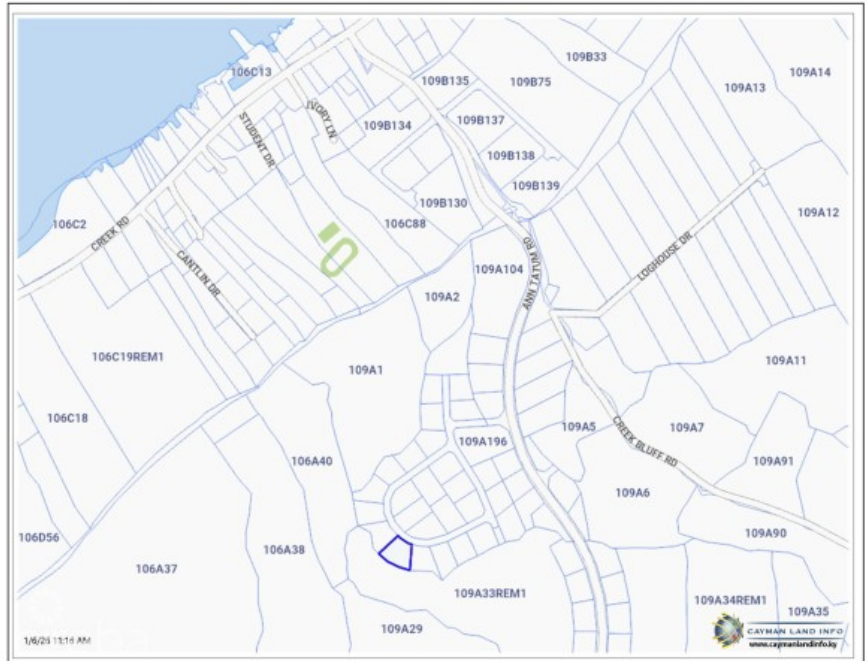 106C13
109B33
109A14
109B135
109B75
109A13
IVORY LN
109B134
109B137
STUDENT DR
109B138
109B139
109B130
109A12
106C2
106C88
CREEK RD
LOGHOUSE DR
CANTLIN DR
109A104
ANN TATUM RD
109A2
106C19REM1
109A1
109A11
106C18
109A5
109A7
CREEK BLUFF RD
109A196
106A40
109A91
109A6
106D56
106A38
109A90
106A37
109A33REM1
109A34REM1
109A35
109A29
1/6/25 11:16 AM
CAYMAN LAND INFO
www.caymanlandinfo.ky